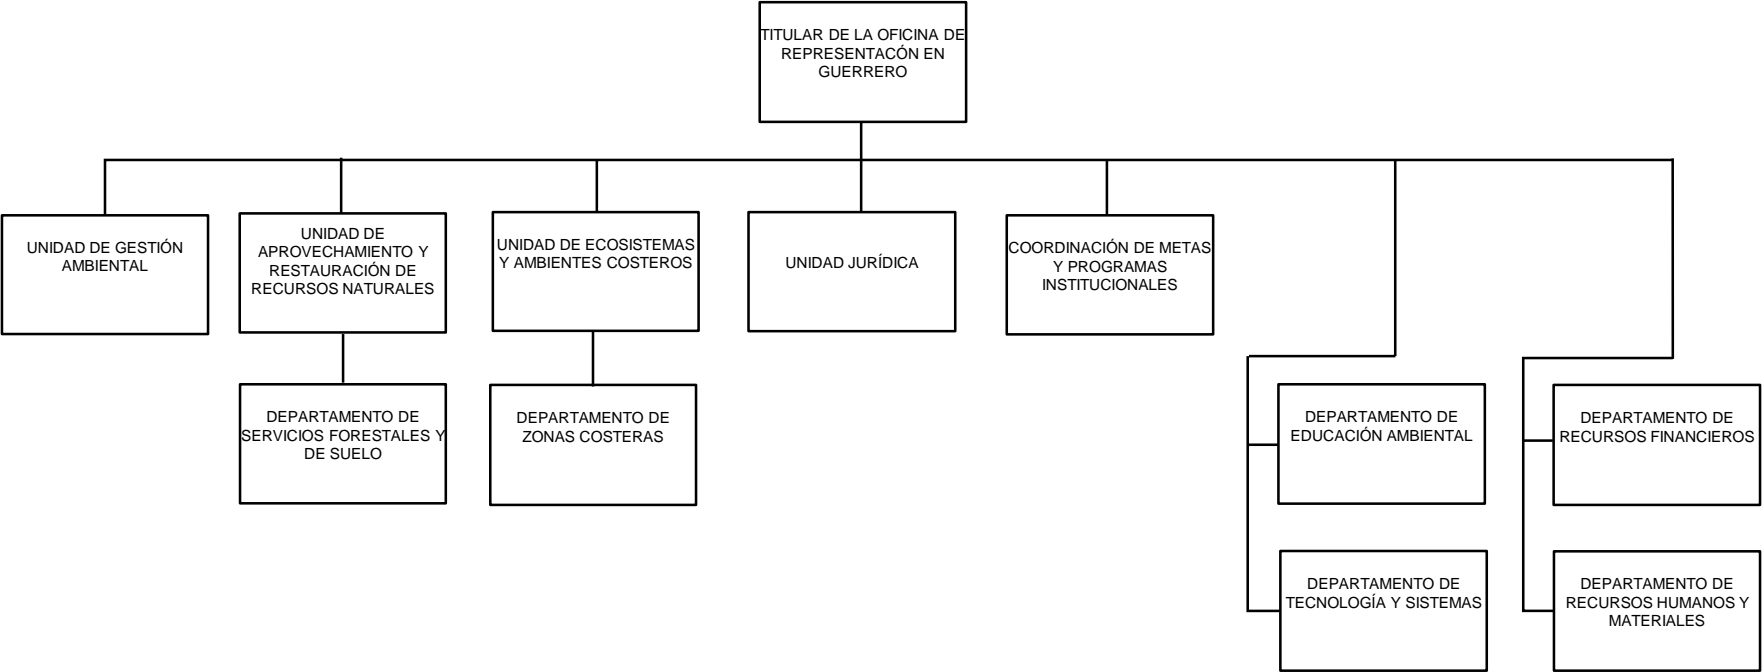 TITULAR DE LA OFICINA DE
REPRESENTACÓN EN
GUERRERO
UNIDAD DE GESTIÓN
AMBIENTAL
UNIDAD DE
APROVECHAMIENTO Y
RESTAURACIÓN DE
RECURSOS NATURALES
UNIDAD DE ECOSISTEMAS
Y AMBIENTES COSTEROS
UNIDAD JURÍDICA
COORDINACIÓN DE METAS
Y PROGRAMAS
INSTITUCIONALES
DEPARTAMENTO DE
SERVICIOS FORESTALES Y
DE SUELO
DEPARTAMENTO DE
ZONAS COSTERAS
DEPARTAMENTO DE
EDUCACIÓN AMBIENTAL
DEPARTAMENTO DE
RECURSOS FINANCIEROS
DEPARTAMENTO DE
TECNOLOGÍA Y SISTEMAS
DEPARTAMENTO DE
RECURSOS HUMANOS Y
MATERIALES